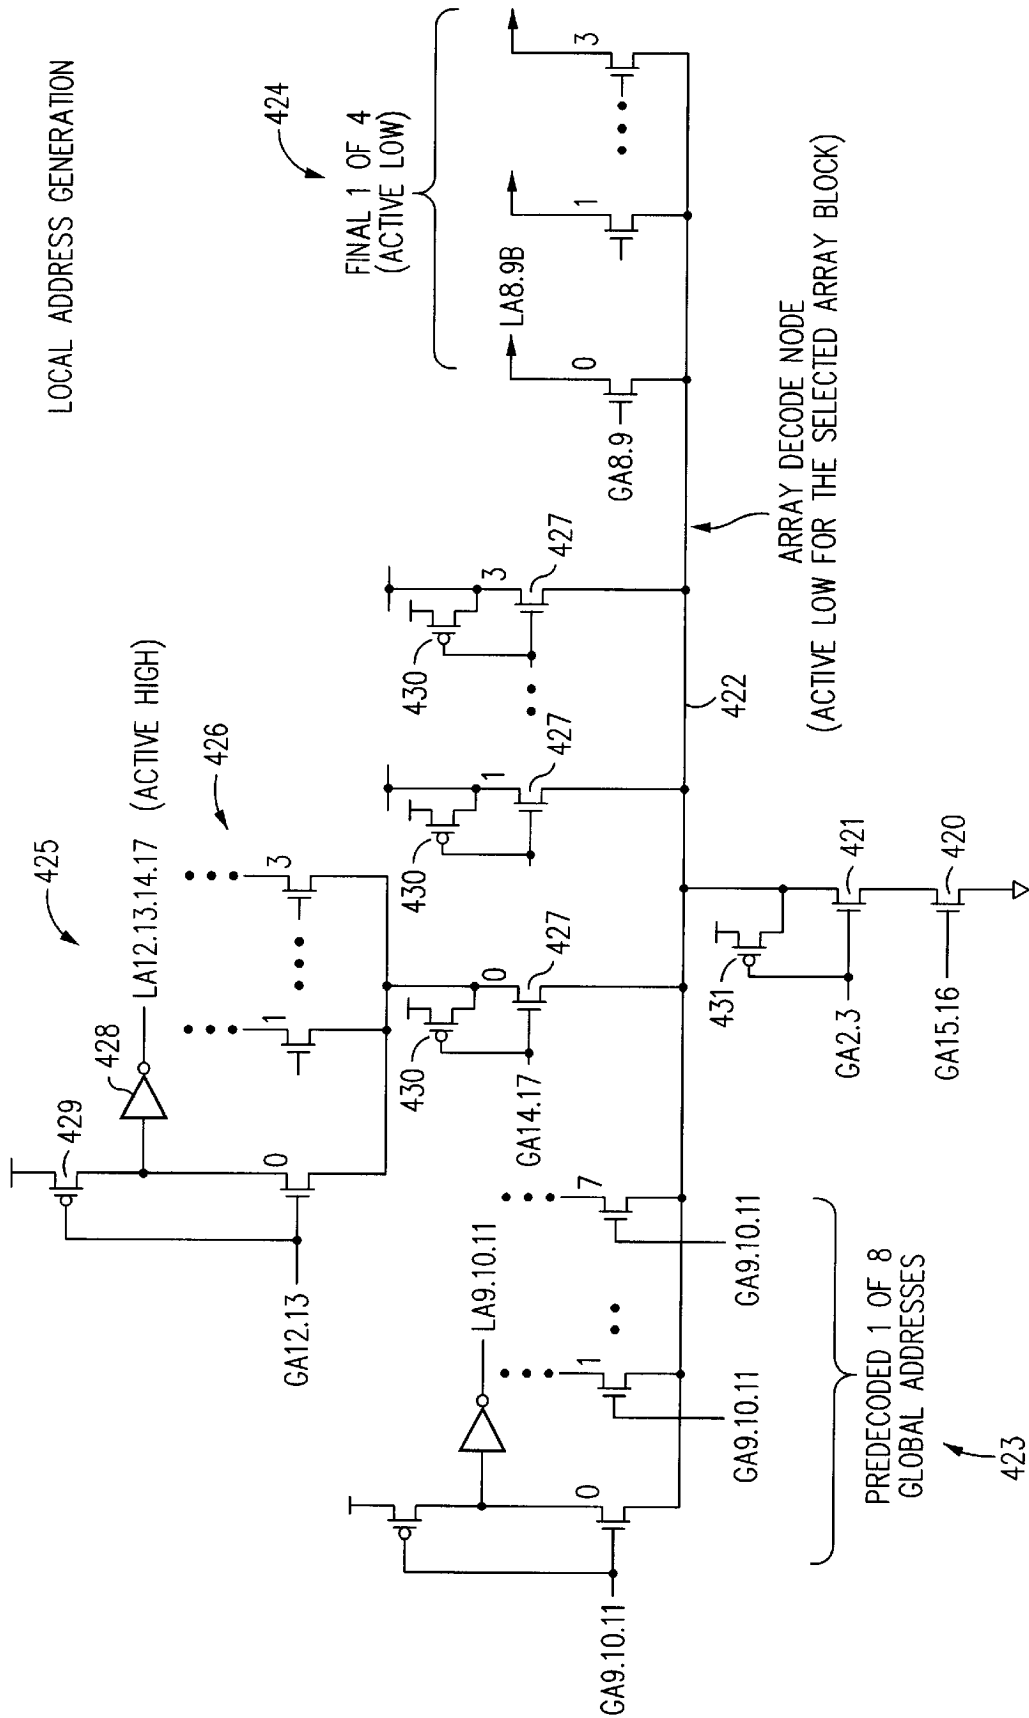 LOCAL ADDRESS GENERATION
424
FINAL 1 OF 4
(ACTIVE LOW)
425
LA12.13.14.17 (ACTIVE HIGH)
426
428
429
0
1
3
GA12.13
LA8.9B
0
1
3
GA8.9
430
0
427
GA14.17
430
1
427
430
3
427
LA9.10.11
0
1
7
GA9.10.11
GA9.10.11
GA9.10.11
422
ARRAY DECODE NODE
(ACTIVE LOW FOR THE SELECTED ARRAY BLOCK)
431
421
GA2.3
420
GA15.16
PREDECODED 1 OF 8
GLOBAL ADDRESSES
423